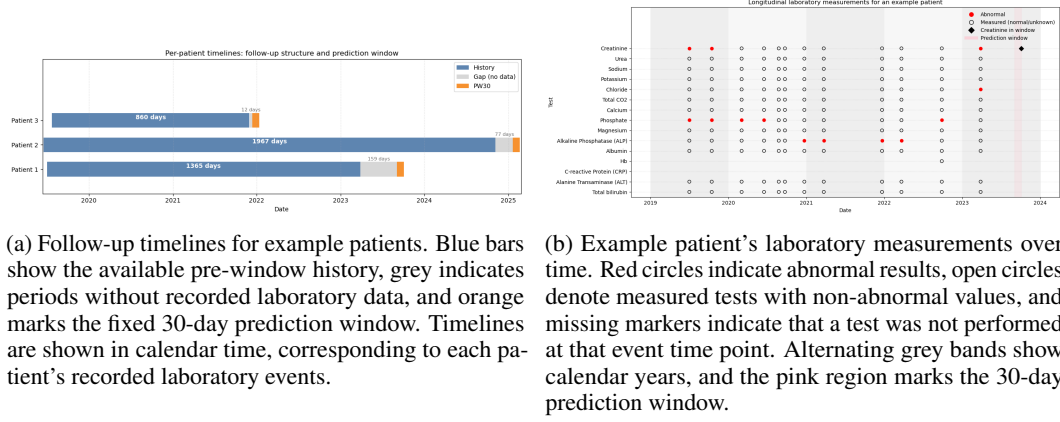 Per-patient timelines: follow-up structure and prediction window
History
Gap (no data)
PW30
12 days
Patient 3
860 days
77 days
Patient 2
1967 days
159 days
Patient 1
1365 days
2020
2021
2022
2023
2024
2025
Date
(a) Follow-up timelines for example patients. Blue bars
show the available pre-window history, grey indicates
periods without recorded laboratory data, and orange
marks the fixed 30-day prediction window. Timelines
are shown in calendar time, corresponding to each pa-
tient's recorded laboratory events.
Longitudinal laboratory measurements for an example patient
Abnormal
Measured (normal/unknown)
Creatinine in window
Prediction window
Creatinine
Urea
Sodium
Potassium
Chloride
Total CO2
Calcium
Phosphate
Magnesium
Alkaline Phosphatase (ALP)
Albumin
Hb
C-reactive Protein (CRP)
Alanine Transaminase (ALT)
Total bilirubin
Test
2019
2020
2021
2022
2023
2024
Date
(b) Example patient's laboratory measurements over
time. Red circles indicate abnormal results, open circles
denote measured tests with non-abnormal values, and
missing markers indicate that a test was not performed
at that event time point. Alternating grey bands show
calendar years, and the pink region marks the 30-day
prediction window.